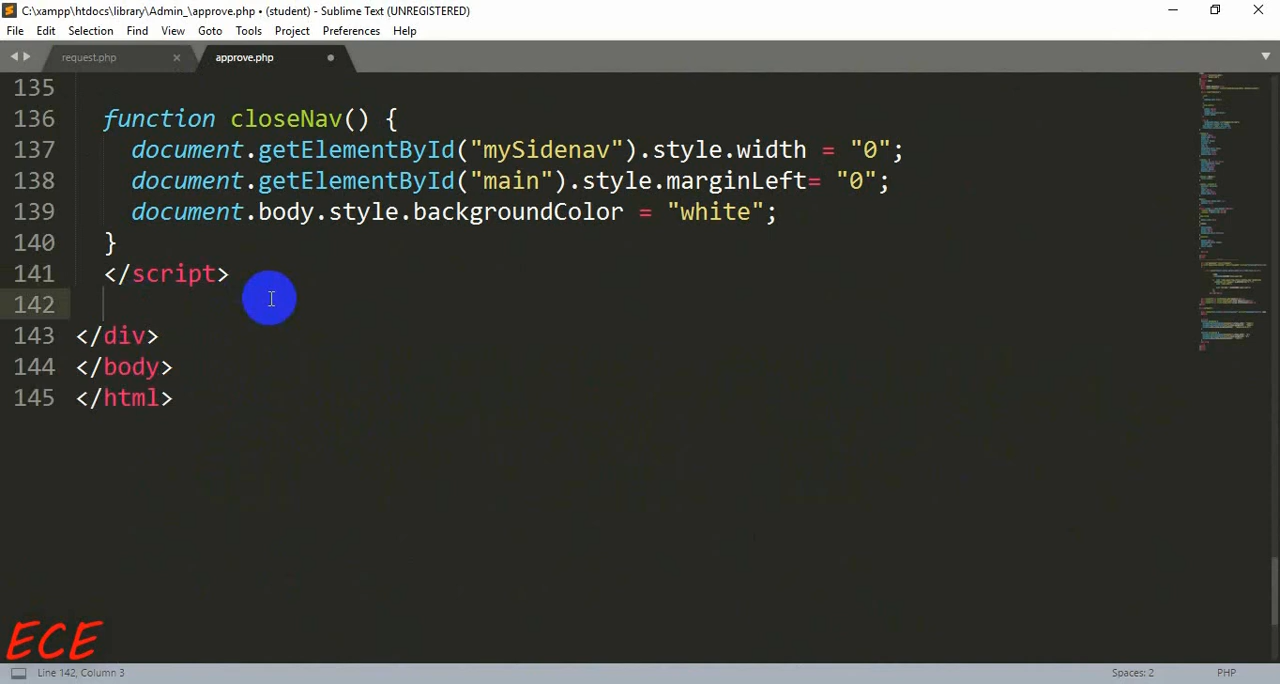 C:\xampp\htdocs\library\Admin_\approve.php • (student) - Sublime Text (UNREGISTERED)
File Edit Selection Find View Goto Tools Project Preferences Help
request.php approve.php
135
136 function closeNav() {
137 document.getElementById("mySidenav").style.width = "0";
138 document.getElementById("main").style.marginLeft= "0";
139 document.body.style.backgroundColor = "white";
140 }
141 </script>
142
143 </div>
144 </body>
145 </html>
ECE
Line 142, Column 3 Spaces: 2 PHP